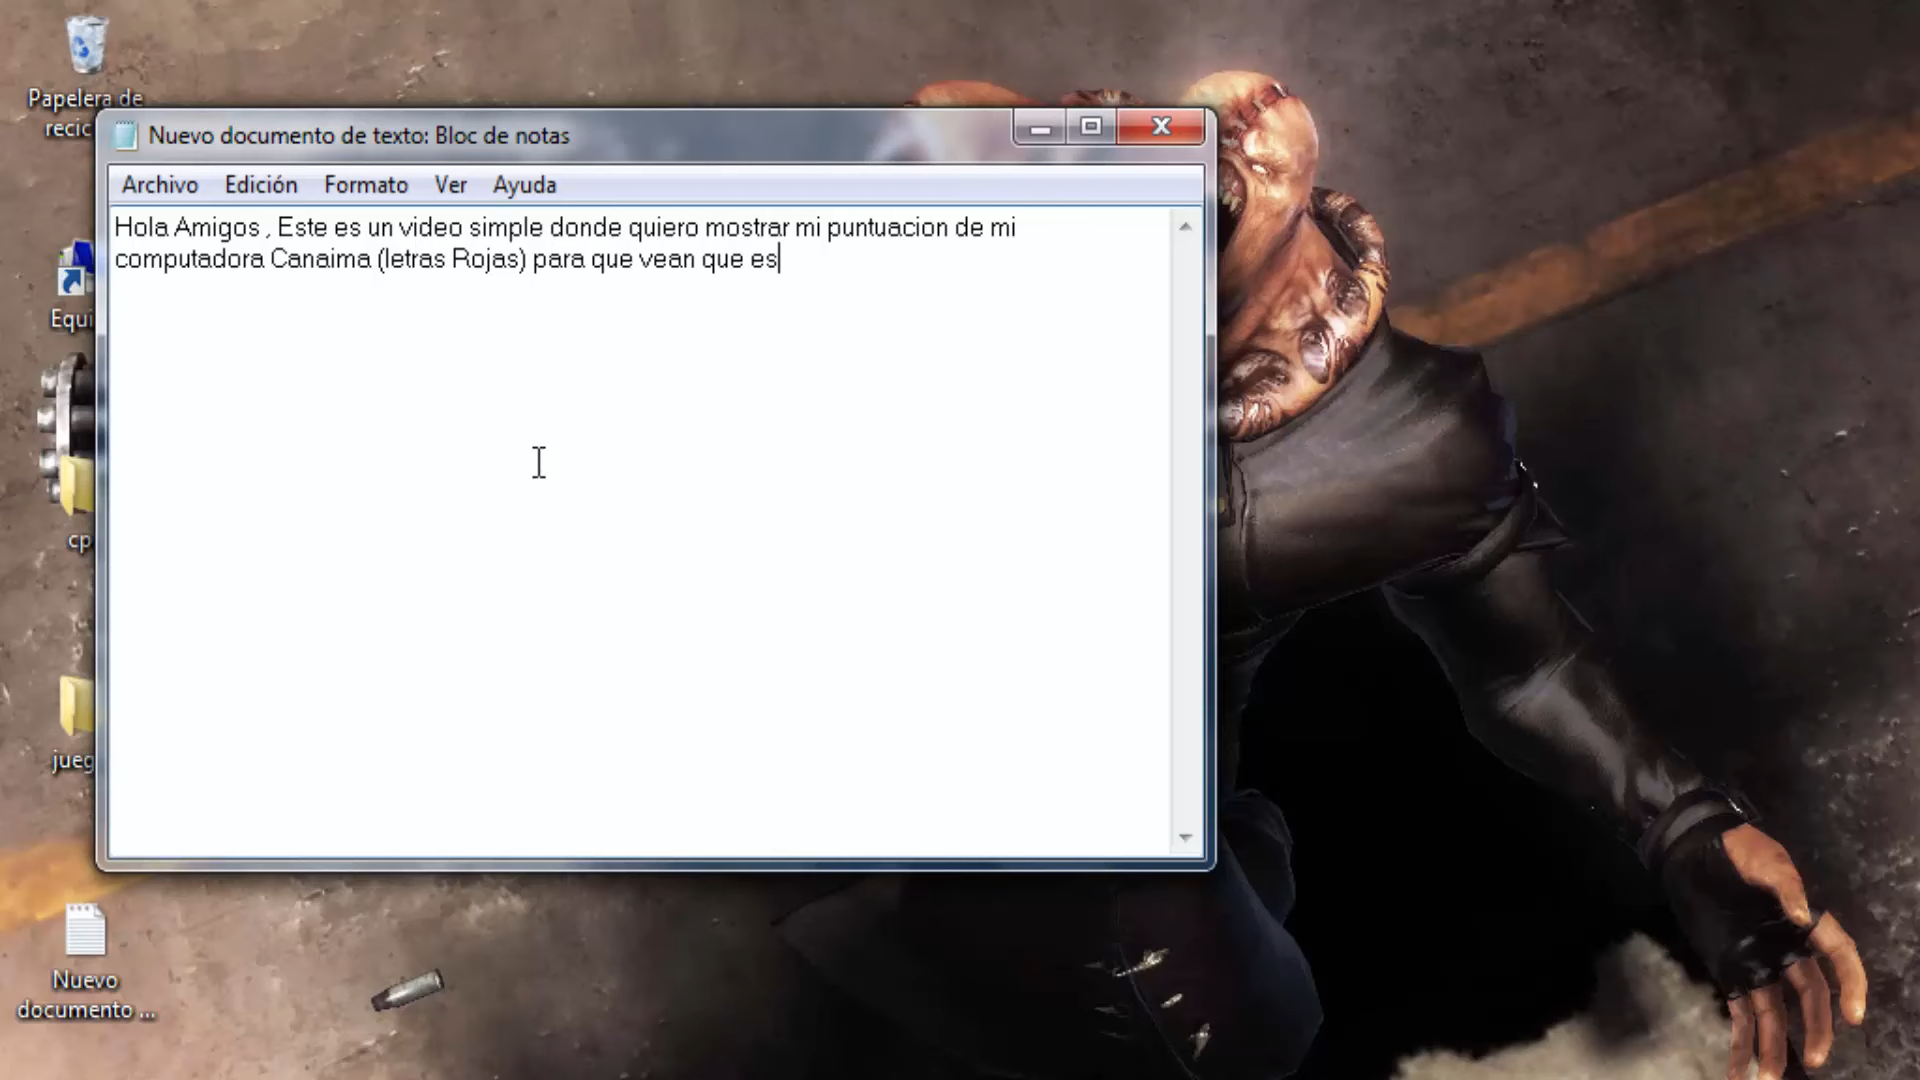 Papelera de
recic
Nuevo documento de texto: Bloc de notas
Archivo Edición Formato Ver Ayuda
Hola Amigos , Este es un video simple donde quiero mostrar mi puntuacion de mi
computadora Canaima (letras Rojas) para que vean que es
Equi
cp
jueg
Nuevo
documento ...